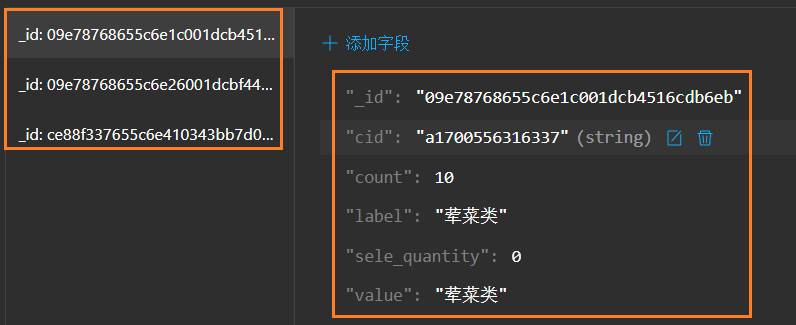 _id: 09e78768655c6e1c001dcb451...
_id: 09e78768655c6e26001dcbf44...
_id: ce88f337655c6e410343bb7d0...
+ 添加字段
"_id": "09e78768655c6e1c001dcb4516cdb6eb"
"cid": "a1700556316337" (string)
"count": 10
"label": "荤菜类"
"sele_quantity": 0
"value": "荤菜类"